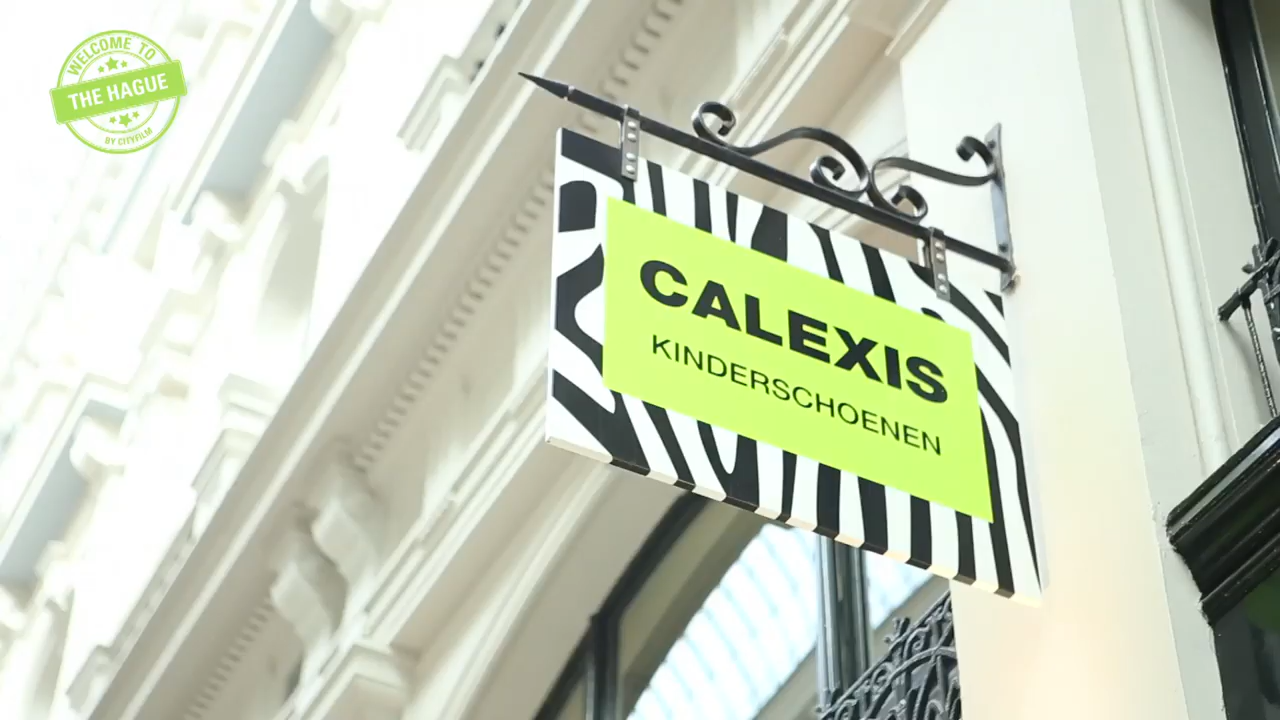 WELCOME TO
THE HAGUE
BY CITYFILM
CALEXIS
KINDERSCHOENEN